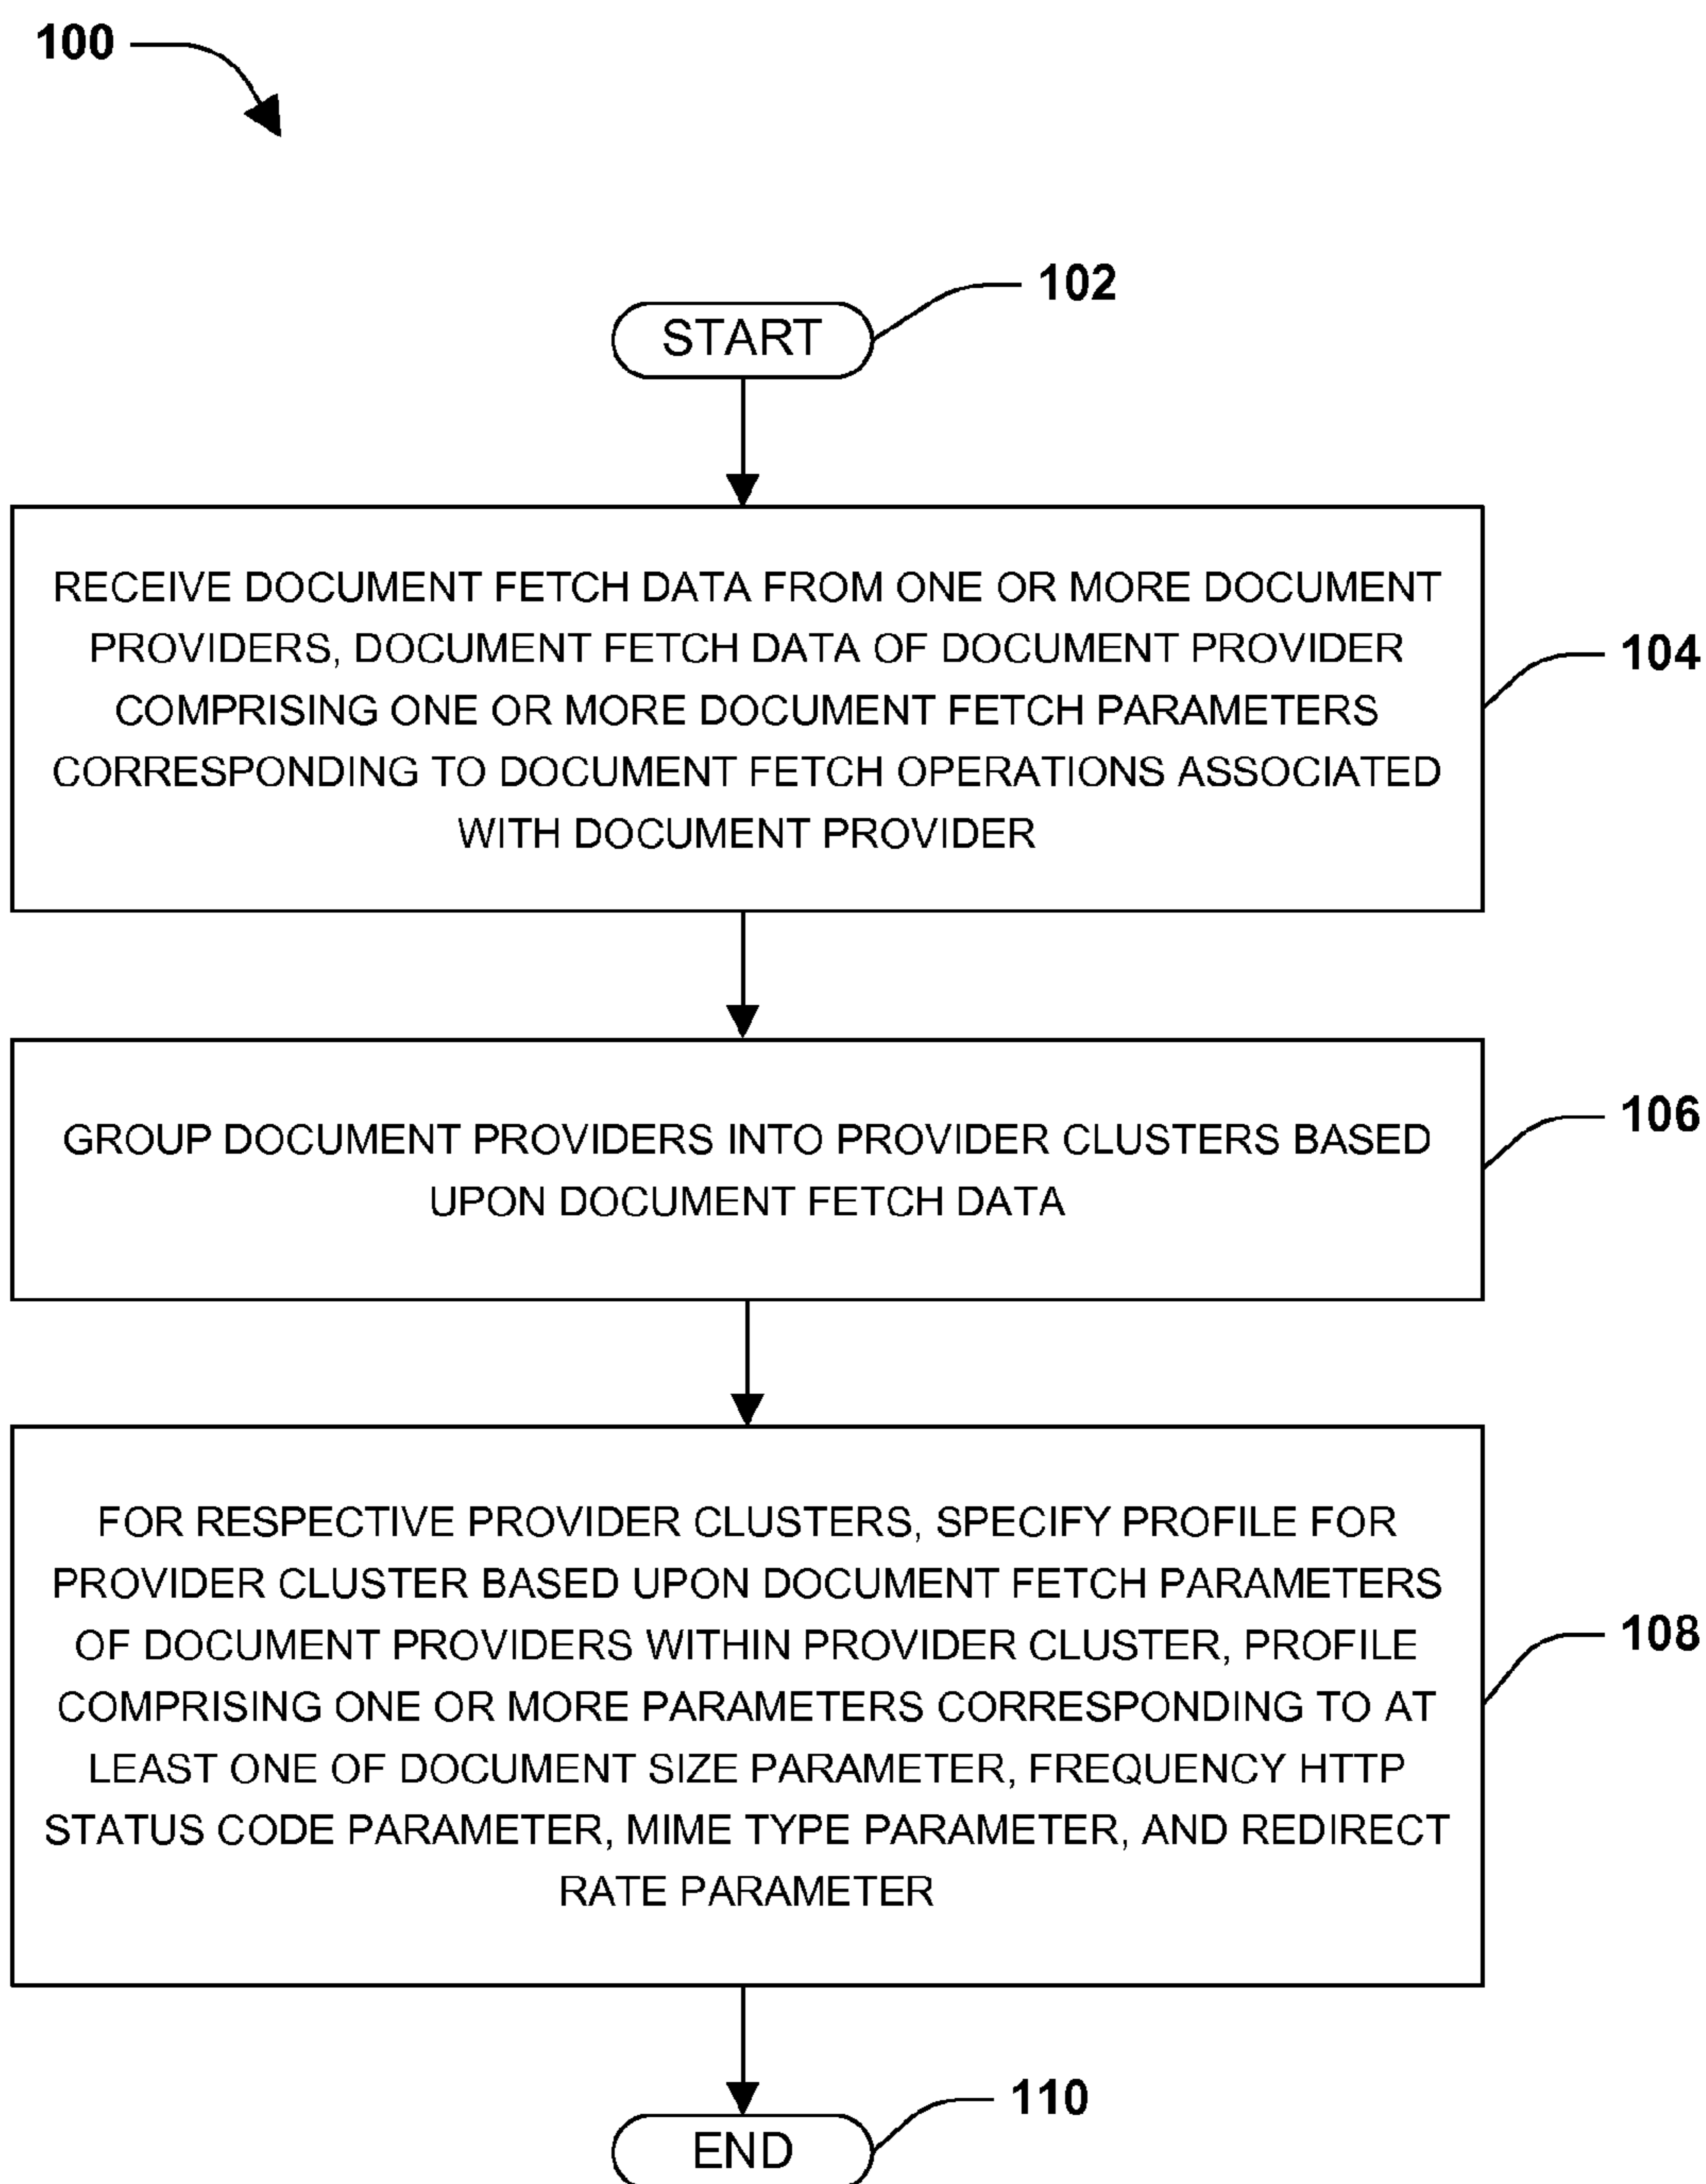 100
102
START
RECEIVE DOCUMENT FETCH DATA FROM ONE OR MORE DOCUMENT
PROVIDERS, DOCUMENT FETCH DATA OF DOCUMENT PROVIDER
COMPRISING ONE OR MORE DOCUMENT FETCH PARAMETERS
CORRESPONDING TO DOCUMENT FETCH OPERATIONS ASSOCIATED
WITH DOCUMENT PROVIDER
104
GROUP DOCUMENT PROVIDERS INTO PROVIDER CLUSTERS BASED
UPON DOCUMENT FETCH DATA
106
FOR RESPECTIVE PROVIDER CLUSTERS, SPECIFY PROFILE FOR
PROVIDER CLUSTER BASED UPON DOCUMENT FETCH PARAMETERS
OF DOCUMENT PROVIDERS WITHIN PROVIDER CLUSTER, PROFILE
COMPRISING ONE OR MORE PARAMETERS CORRESPONDING TO AT
LEAST ONE OF DOCUMENT SIZE PARAMETER, FREQUENCY HTTP
STATUS CODE PARAMETER, MIME TYPE PARAMETER, AND REDIRECT
RATE PARAMETER
108
110
END